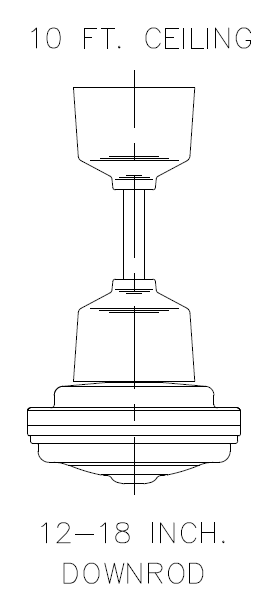 10 FT. CEILING
12-18 INCH.
DOWNROD